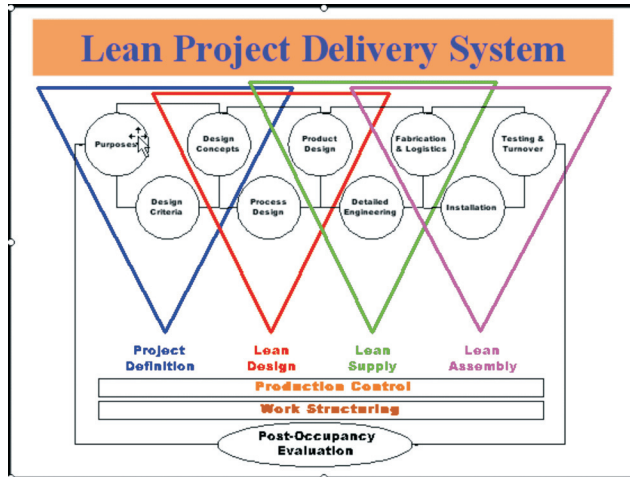 Lean Project Delivery System
Purposes
Design
Concepts
Product
Design
Fabrication
& Logistics
Testing &
Turnover
Design
Criteria
Process
Design
Detailed
Engineering
Installation
Project
Definition
Lean
Design
Lean
Supply
Lean
Assembly
Production Control
Work Structuring
Post-Occupancy
Evaluation